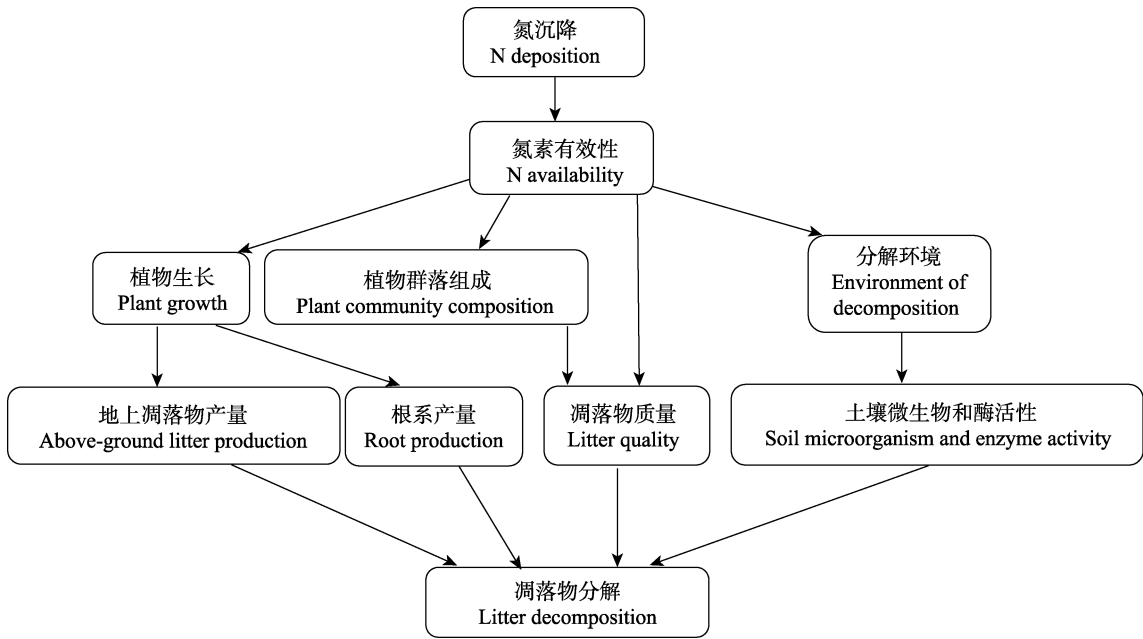 氮沉降
N deposition
氮素有效性
N availability
植物生长
Plant growth
植物群落组成
Plant community composition
分解环境
Environment of
decomposition
地上凋落物产量
Above-ground litter production
根系产量
Root production
凋落物质量
Litter quality
土壤微生物和酶活性
Soil microorganism and enzyme activity
凋落物分解
Litter decomposition